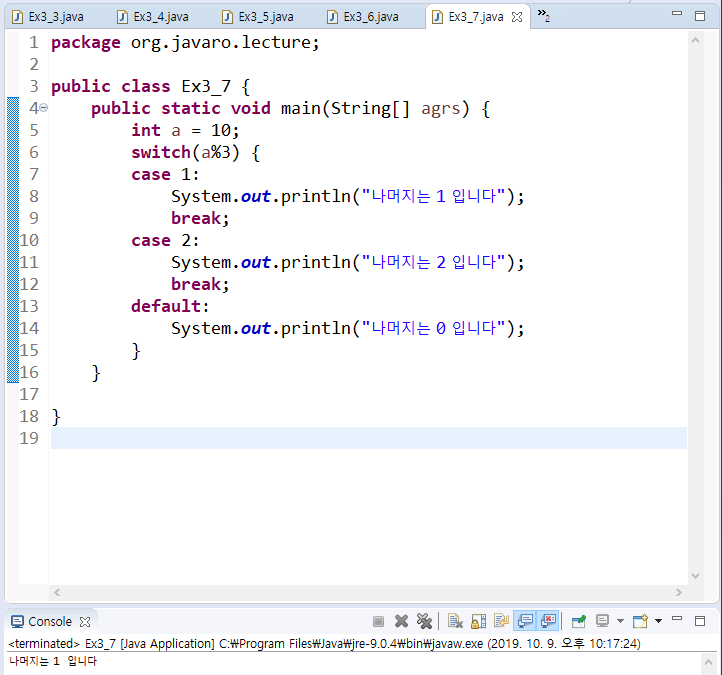 Ex3_3.java Ex3_4.java Ex3_5.java Ex3_6.java Ex3_7.java »2
1 package org.javaro.lecture;
2
3 public class Ex3_7 {
4 public static void main(String[] agrs) {
5 int a = 10;
6 switch(a%3) {
7 case 1:
8 System.out.println("나머지는 1 입니다");
9 break;
10 case 2:
11 System.out.println("나머지는 2 입니다");
12 break;
13 default:
14 System.out.println("나머지는 0 입니다");
15 }
16 }
17
18 }
19
Console
<terminated> Ex3_7 [Java Application] C:₩Program Files₩Java₩jre-9.0.4₩bin₩javaw.exe (2019. 10. 9. 오후 10:17:24)
나머지는 1 입니다